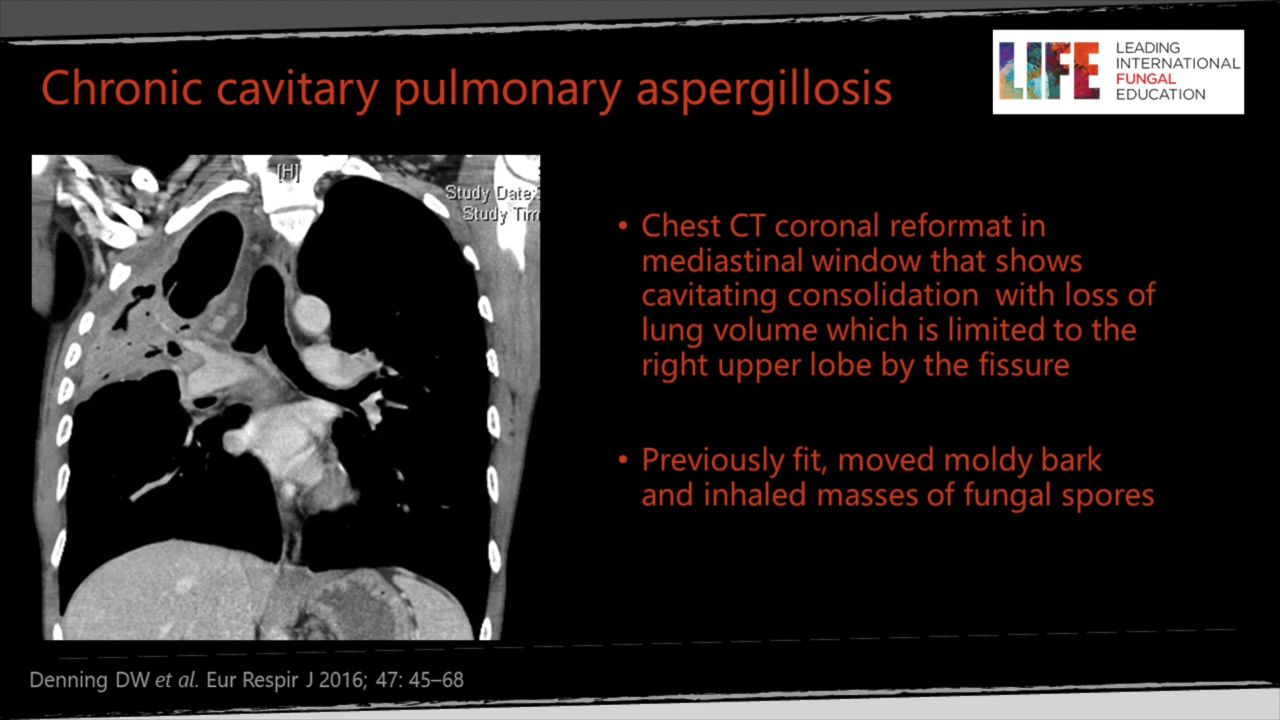 Chronic cavitary pulmonary aspergillosis
LIFE
LEADING
INTERNATIONAL
FUNGAL
EDUCATION
[H]
Study Date
Study Tim
• Chest CT coronal reformat in
mediastinal window that shows
cavitating consolidation with loss of
lung volume which is limited to the
right upper lobe by the fissure
• Previously fit, moved moldy bark
and inhaled masses of fungal spores
Denning DW et al. Eur Respir J 2016; 47: 45–68